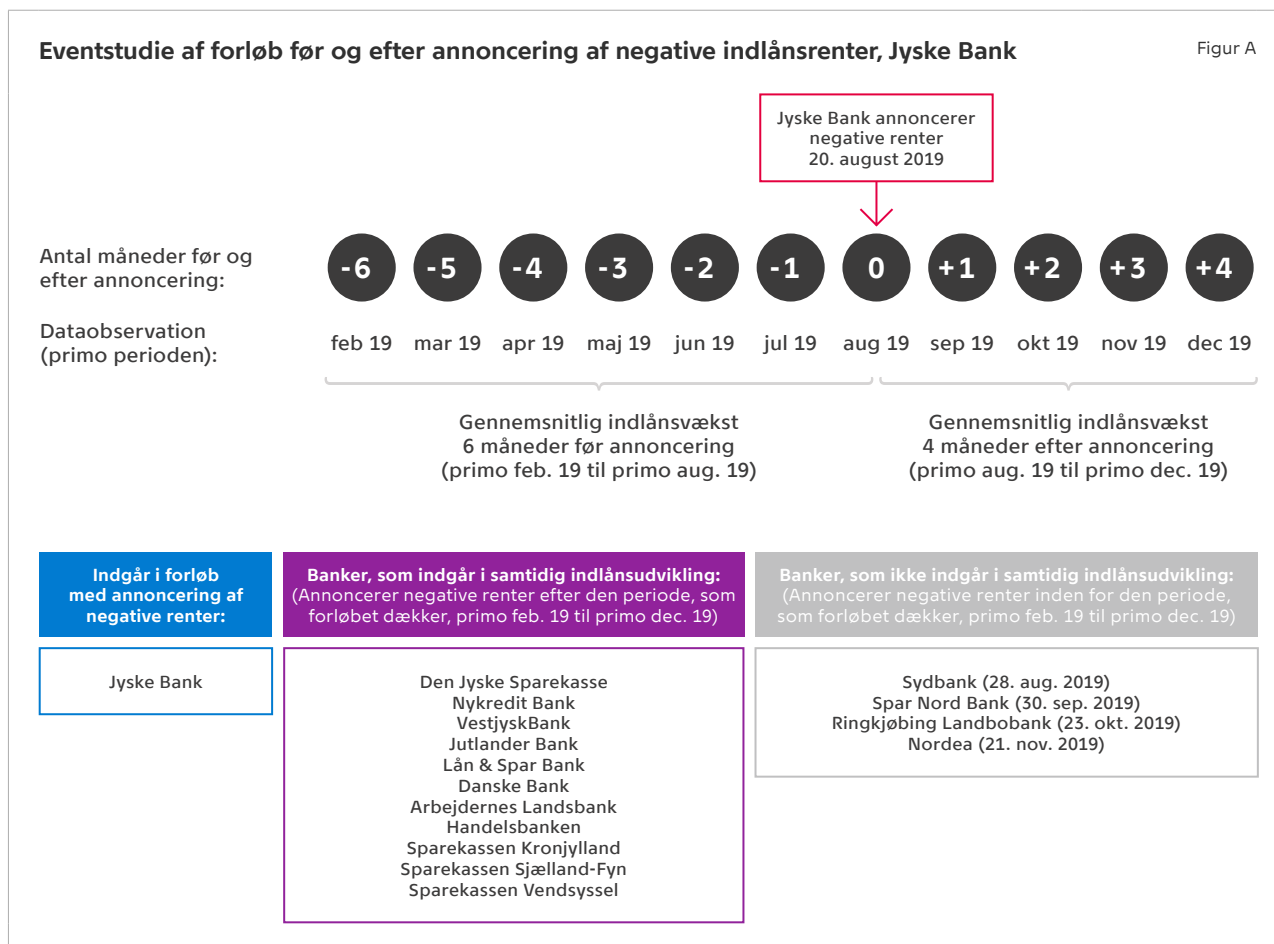 Eventstudie af forløb før og efter annoncering af negative indlånsrenter, Jyske Bank
Figur A
Jyske Bank annoncerer
negative renter
20. august 2019
Antal måneder før og
efter annoncering:
-6 -5 -4 -3 -2 -1 0 +1 +2 +3 +4
Dataobservation
(primo perioden):
feb 19 mar 19 apr 19 maj 19 jun 19 jul 19 aug 19 sep 19 okt 19 nov 19 dec 19
Gennemsnitlig indlånsvækst
6 måneder før annoncering
(primo feb. 19 til primo aug. 19)
Gennemsnitlig indlånsvækst
4 måneder efter annoncering
(primo aug. 19 til primo dec. 19)
Indgår i forløb
med annoncering af
negative renter:
Jyske Bank
Banker, som indgår i samtidig indlånsudvikling:
(Annoncerer negative renter efter den periode, som
forløbet dækker, primo feb. 19 til primo dec. 19)
Den Jyske Sparekasse
Nykredit Bank
VestjyskBank
Jutlander Bank
Lån & Spar Bank
Danske Bank
Arbejdernes Landsbank
Handelsbanken
Sparekassen Kronjylland
Sparekassen Sjælland-Fyn
Sparekassen Vendsyssel
Banker, som ikke indgår i samtidig indlånsudvikling:
(Annoncerer negative renter inden for den periode,
som forløbet dækker, primo feb. 19 til primo dec. 19)
Sydbank (28. aug. 2019)
Spar Nord Bank (30. sep. 2019)
Ringkjøbing Landbobank (23. okt. 2019)
Nordea (21. nov. 2019)